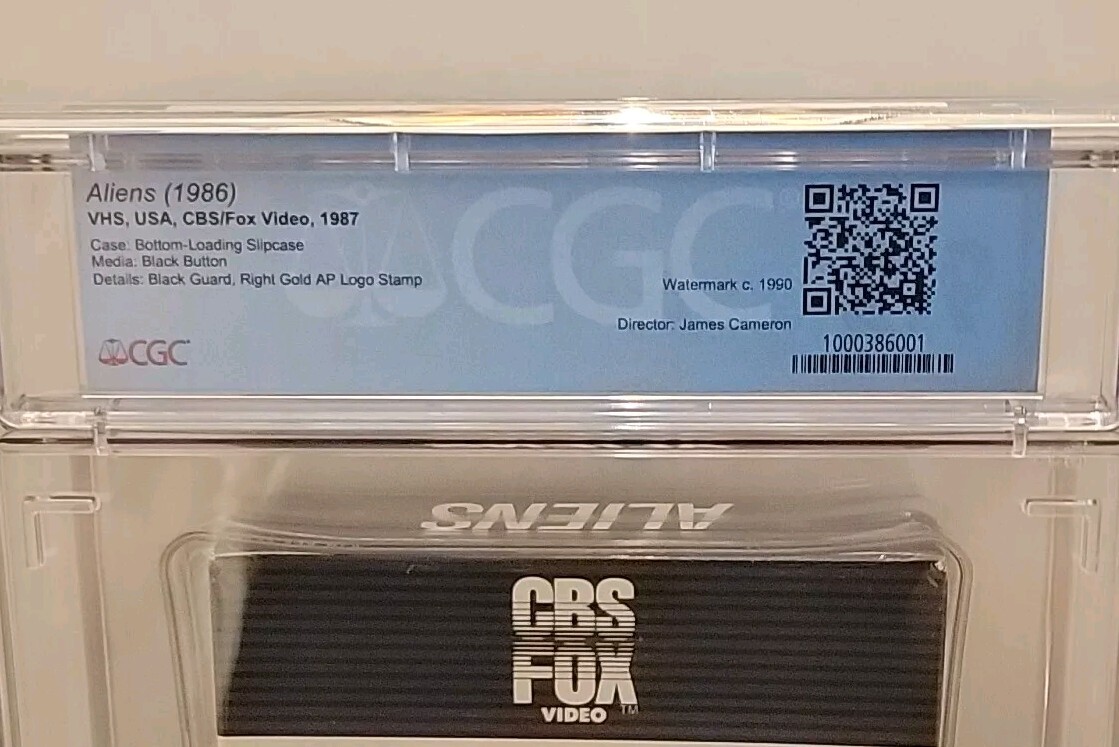 Aliens (1986)
VHS, USA, CBS/Fox Video, 1987
Case: Bottom-Loading Slipcase
Media: Black Button
Details: Black Guard, Right Gold AP Logo Stamp
CGC
CGC
Watermark c. 1990
Director: James Cameron
1000386001
ALIENS
CBS
FOX
VIDEO ™